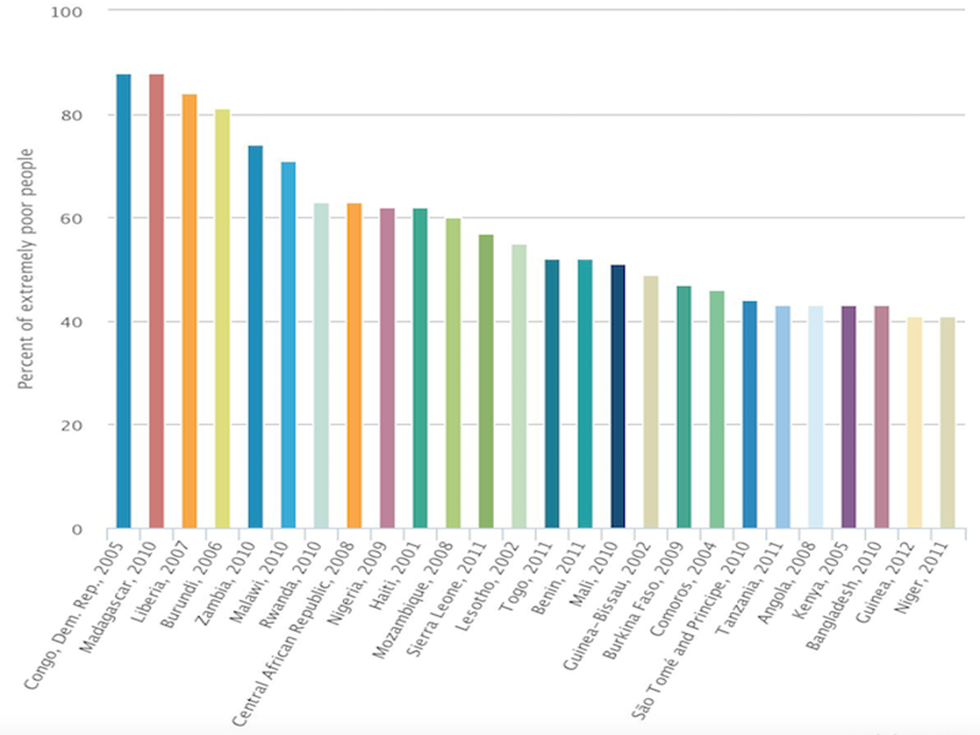 Percent of extremely poor people
100
80
60
40
20
0
Congo, Dem. Rep., 2005
Madagascar, 2010
Liberia, 2007
Burundi, 2006
Zambia, 2010
Malawi, 2010
Rwanda, 2010
Central African Republic, 2008
Nigeria, 2009
Haiti, 2001
Mozambique, 2008
Sierra Leone, 2011
Lesotho, 2002
Togo, 2011
Benin, 2011
Mali, 2010
Guinea-Bissau, 2002
Burkina Faso, 2009
Comoros, 2004
São Tomé and Principe, 2010
Tanzania, 2011
Angola, 2008
Kenya, 2005
Bangladesh, 2010
Guinea, 2012
Niger, 2011